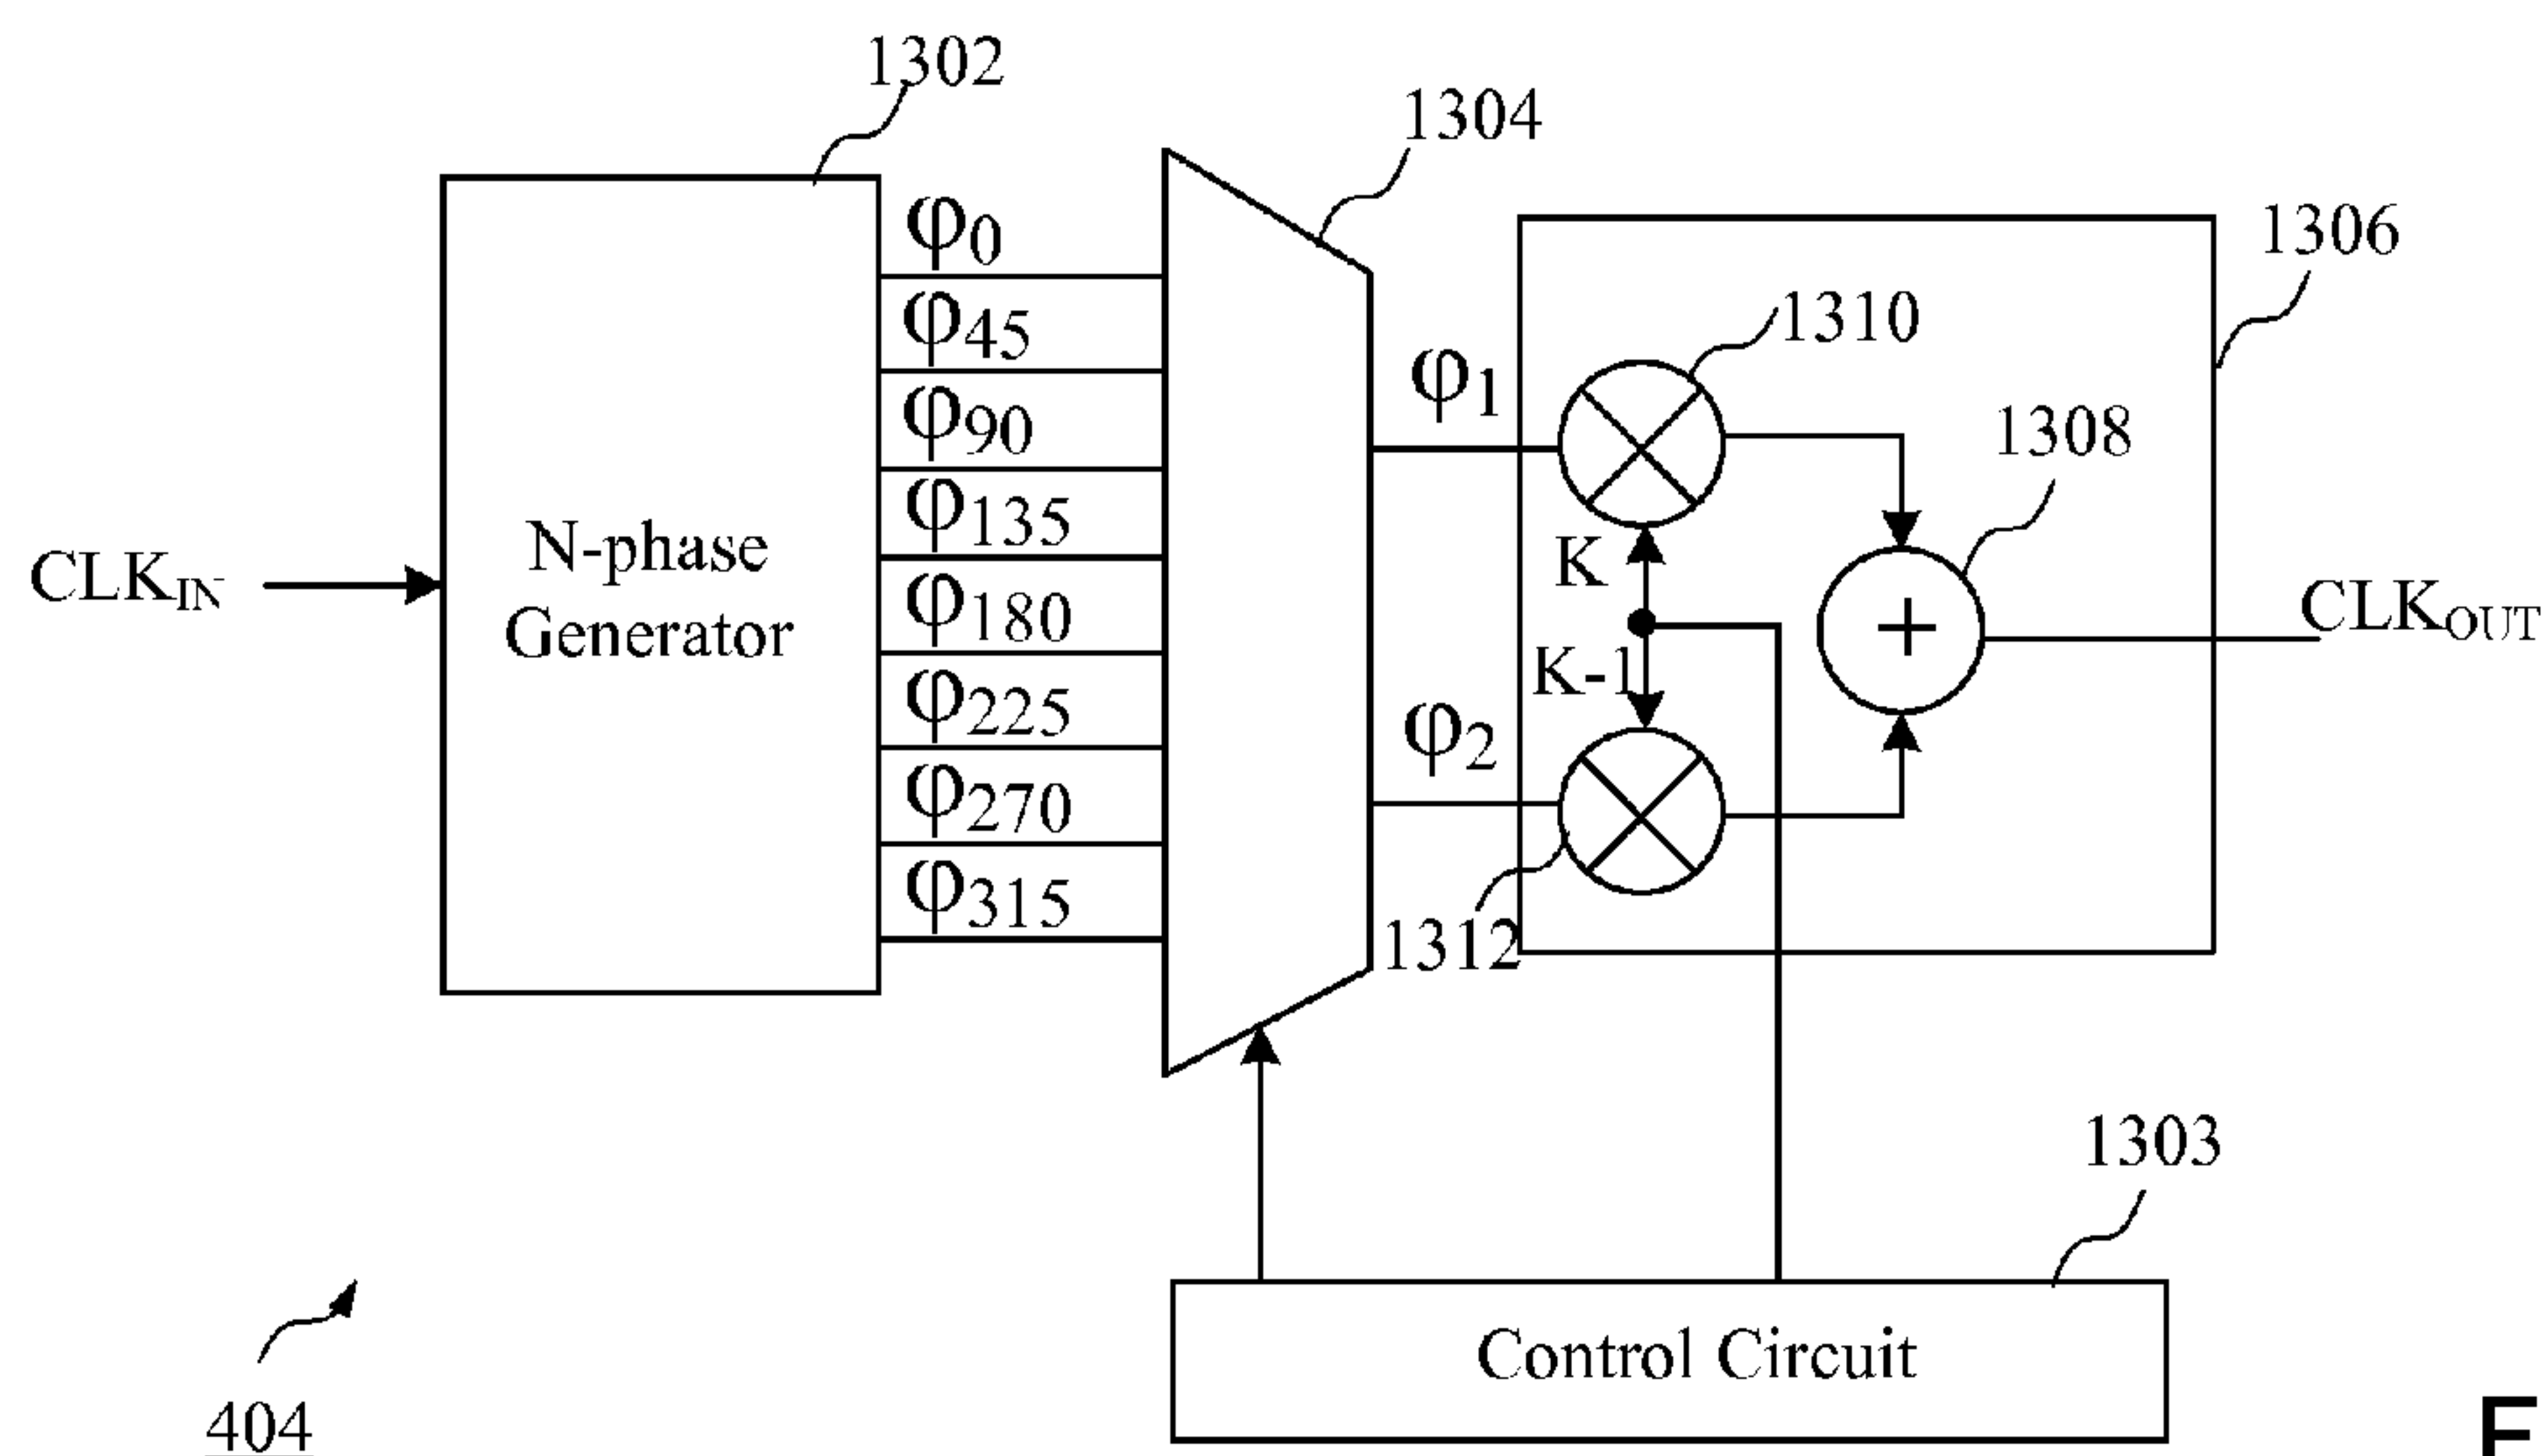 1302
1304
1306
φ0
φ45
φ90
φ135
φ180
φ225
φ270
φ315
CLKIN
N-phase
Generator
φ1
φ2
1310
1308
K
K-1
1312
CLKOUT
1303
Control Circuit
404
F